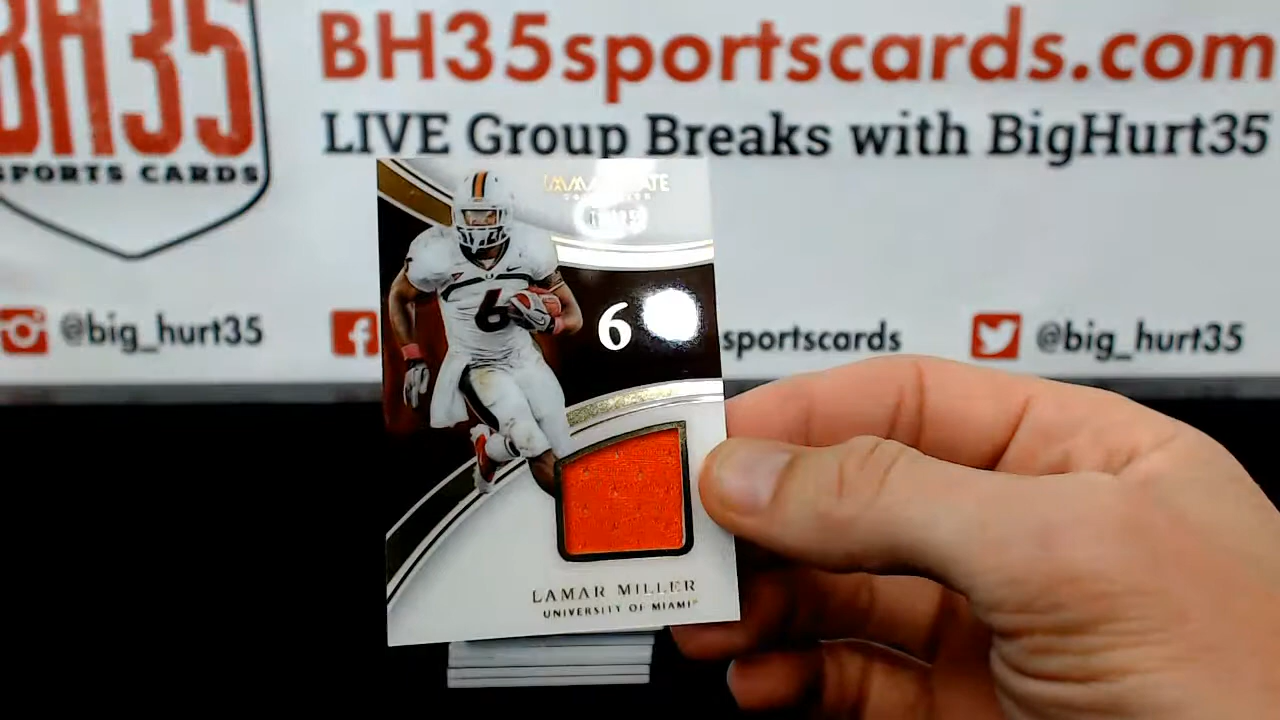 BH35
SPORTS CARDS
BH35sportscards.com
LIVE Group Breaks with BigHurt35
@big_hurt35
sportscards
@big_hurt35
6
6
LAMAR MILLER
UNIVERSITY OF MIAMI